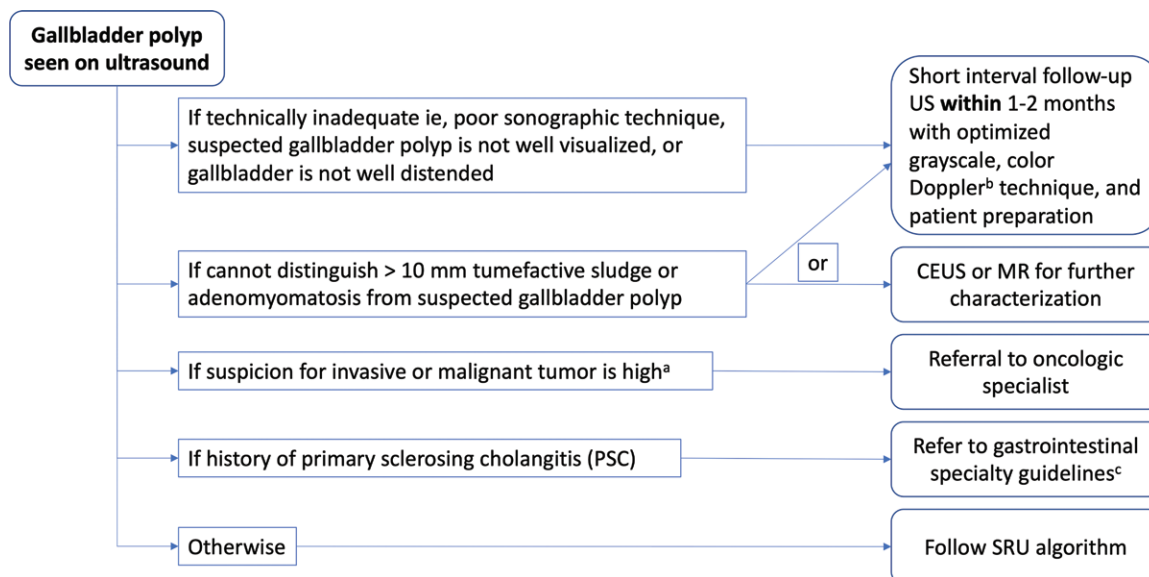 Gallbladder polyp
seen on ultrasound
If technically inadequate ie, poor sonographic technique,
suspected gallbladder polyp is not well visualized, or
gallbladder is not well distended
Short interval follow-up
US within 1-2 months
with optimized
grayscale, color
Dopplerᵇ technique, and
patient preparation
If cannot distinguish > 10 mm tumefactive sludge or
adenomyomatosis from suspected gallbladder polyp
or
CEUS or MR for further
characterization
If suspicion for invasive or malignant tumor is highᵃ
Referral to oncologic
specialist
If history of primary sclerosing cholangitis (PSC)
Refer to gastrointestinal
specialty guidelinesᶜ
Otherwise
Follow SRU algorithm